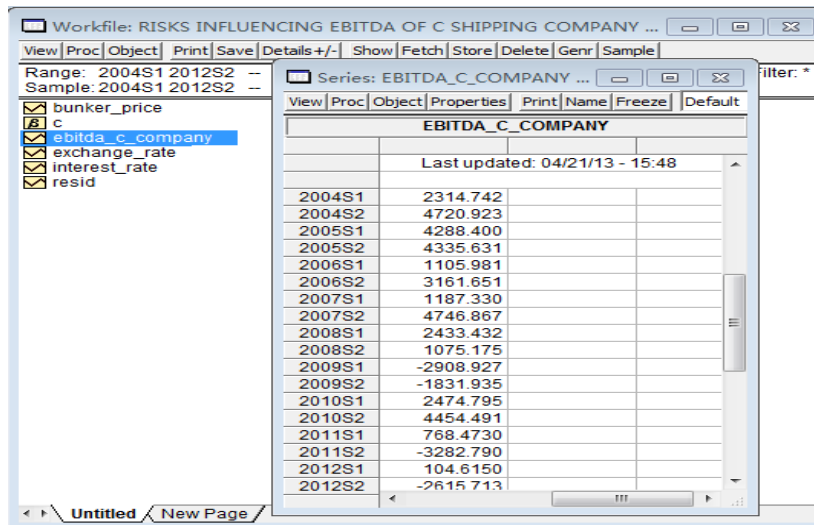 Workfile: RISKS INFLUENCING EBITDA OF C SHIPPING COMPANY ...
View Proc Object Print Save Details+/- Show Fetch Store Delete Genr Sample
Range: 2004S1 2012S2 --
Filter: *
Sample: 2004S1 2012S2 --
bunker_price
c
ebitda_c_company
exchange_rate
interest_rate
resid
Series: EBITDA_C_COMPANY ...
View Proc Object Properties Print Name Freeze Default
EBITDA_C_COMPANY
Last updated: 04/21/13 - 15:48
2004S1 2314.742
2004S2 4720.923
2005S1 4288.400
2005S2 4335.631
2006S1 1105.981
2006S2 3161.651
2007S1 1187.330
2007S2 4746.867
2008S1 2433.432
2008S2 1075.175
2009S1 -2908.927
2009S2 -1831.935
2010S1 2474.795
2010S2 4454.491
2011S1 768.4730
2011S2 -3282.790
2012S1 104.6150
2012S2 -2615.713
Untitled New Page